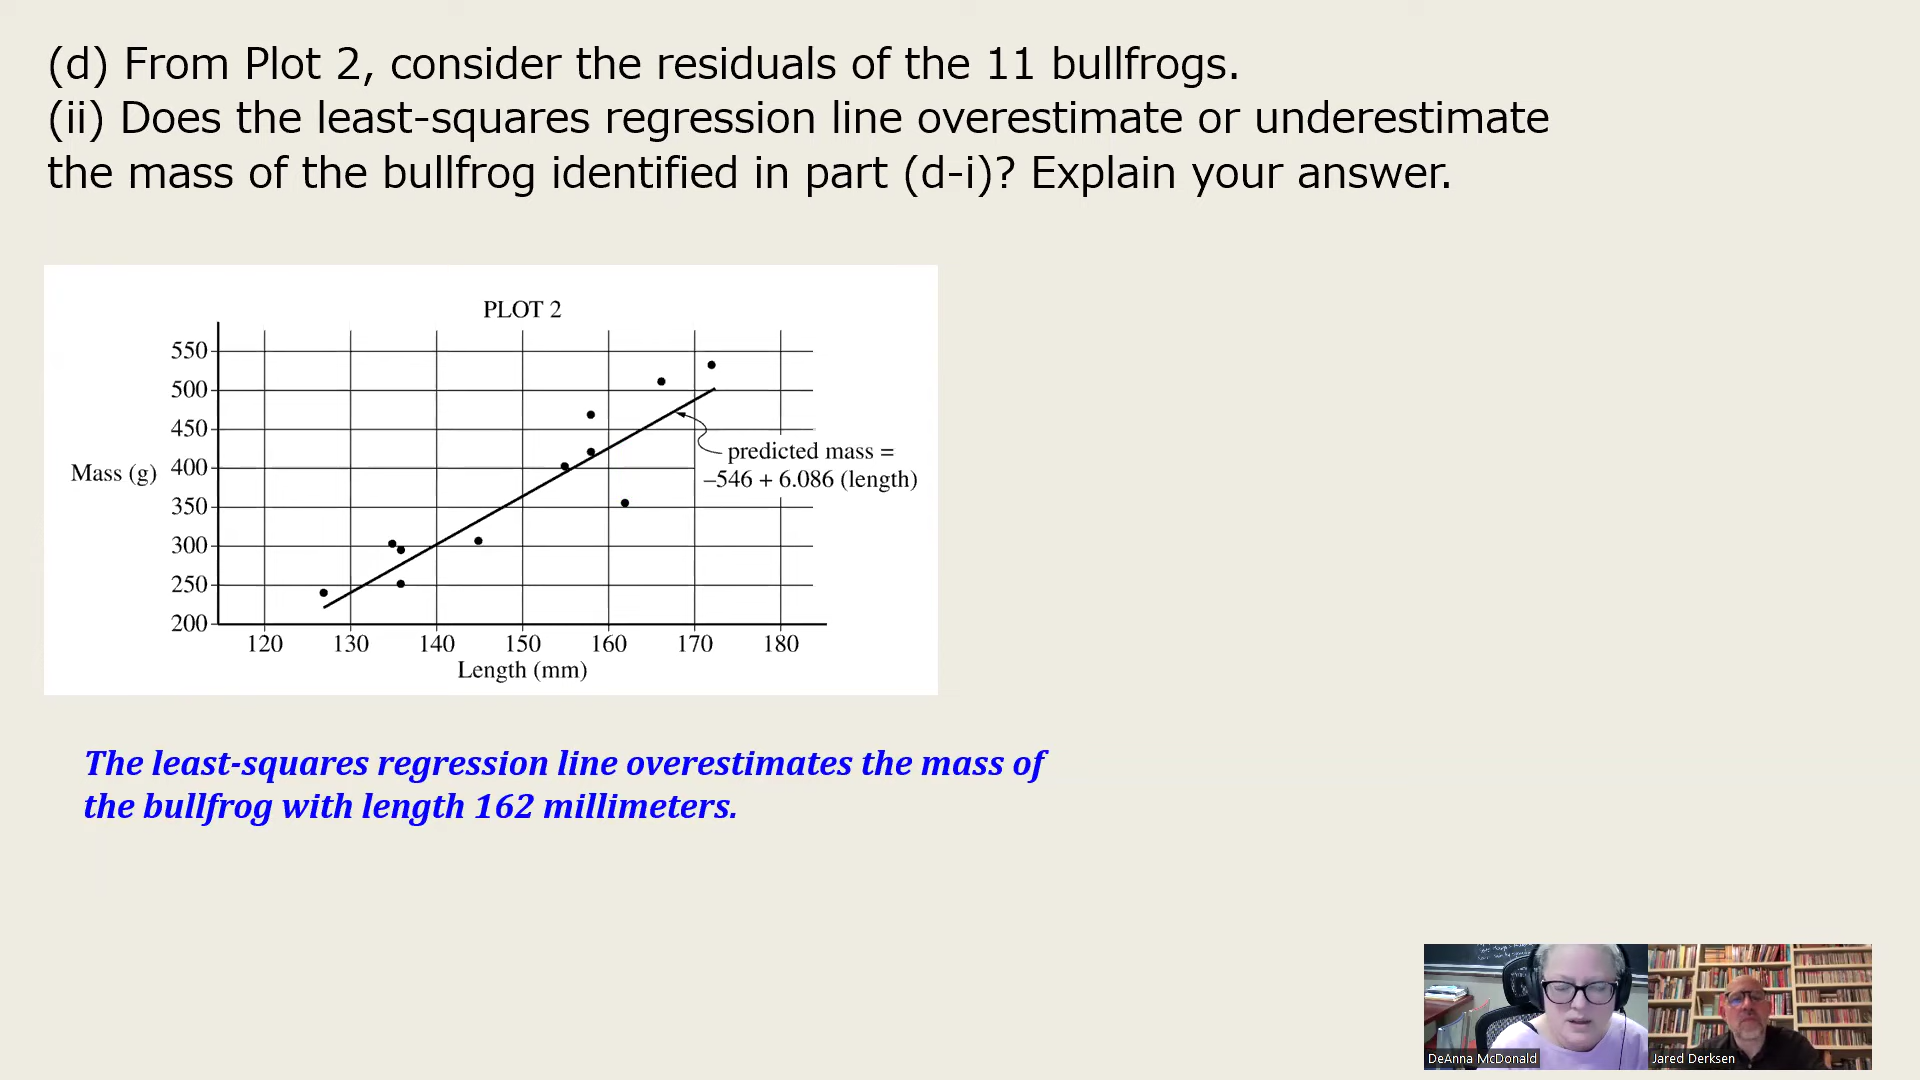 (d) From Plot 2, consider the residuals of the 11 bullfrogs.
(ii) Does the least-squares regression line overestimate or underestimate
the mass of the bullfrog identified in part (d-i)? Explain your answer.
PLOT 2
550
500
450
400
350
300
250
200
Mass (g)
predicted mass =
–546 + 6.086 (length)
120 130 140 150 160 170 180
Length (mm)
The least-squares regression line overestimates the mass of
the bullfrog with length 162 millimeters.
DeAnna McDonald
Jared Derksen